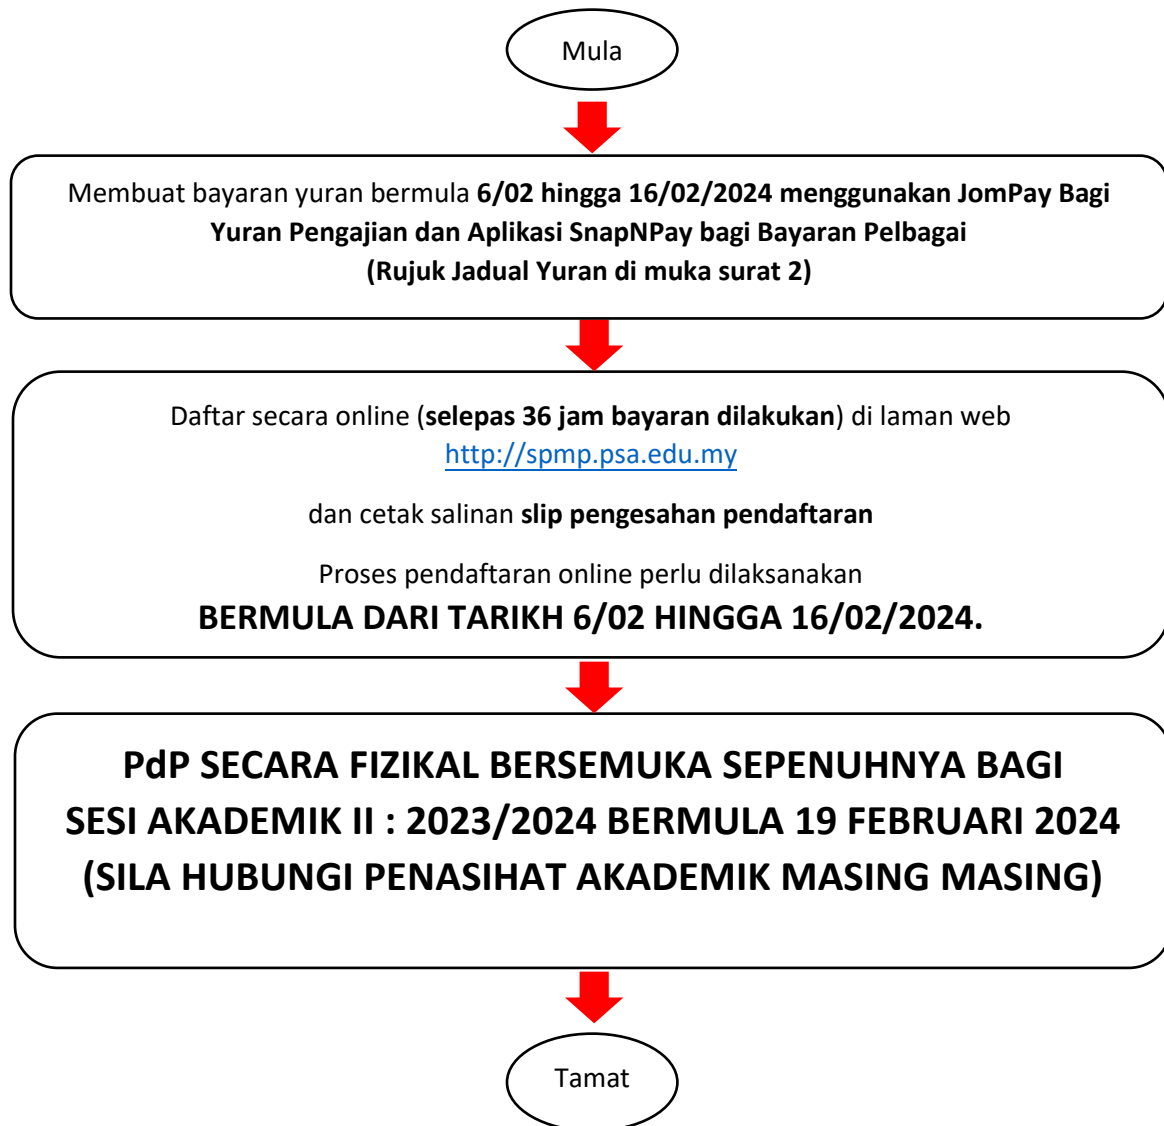 Mula
Membuat bayaran yuran bermula 6/02 hingga 16/02/2024 menggunakan JomPay Bagi
Yuran Pengajian dan Aplikasi SnapNPay bagi Bayaran Pelbagai
(Rujuk Jadual Yuran di muka surat 2)
Daftar secara online (selepas 36 jam bayaran dilakukan) di laman web
http://spmp.psa.edu.my
dan cetak salinan slip pengesahan pendaftaran
Proses pendaftaran online perlu dilaksanakan
BERMULA DARI TARIKH 6/02 HINGGA 16/02/2024.
PdP SECARA FIZIKAL BERSEMUKA SEPENUHNYA BAGI
SESI AKADEMIK II : 2023/2024 BERMULA 19 FEBRUARI 2024
(SILA HUBUNGI PENASIHAT AKADEMIK MASING MASING)
Tamat